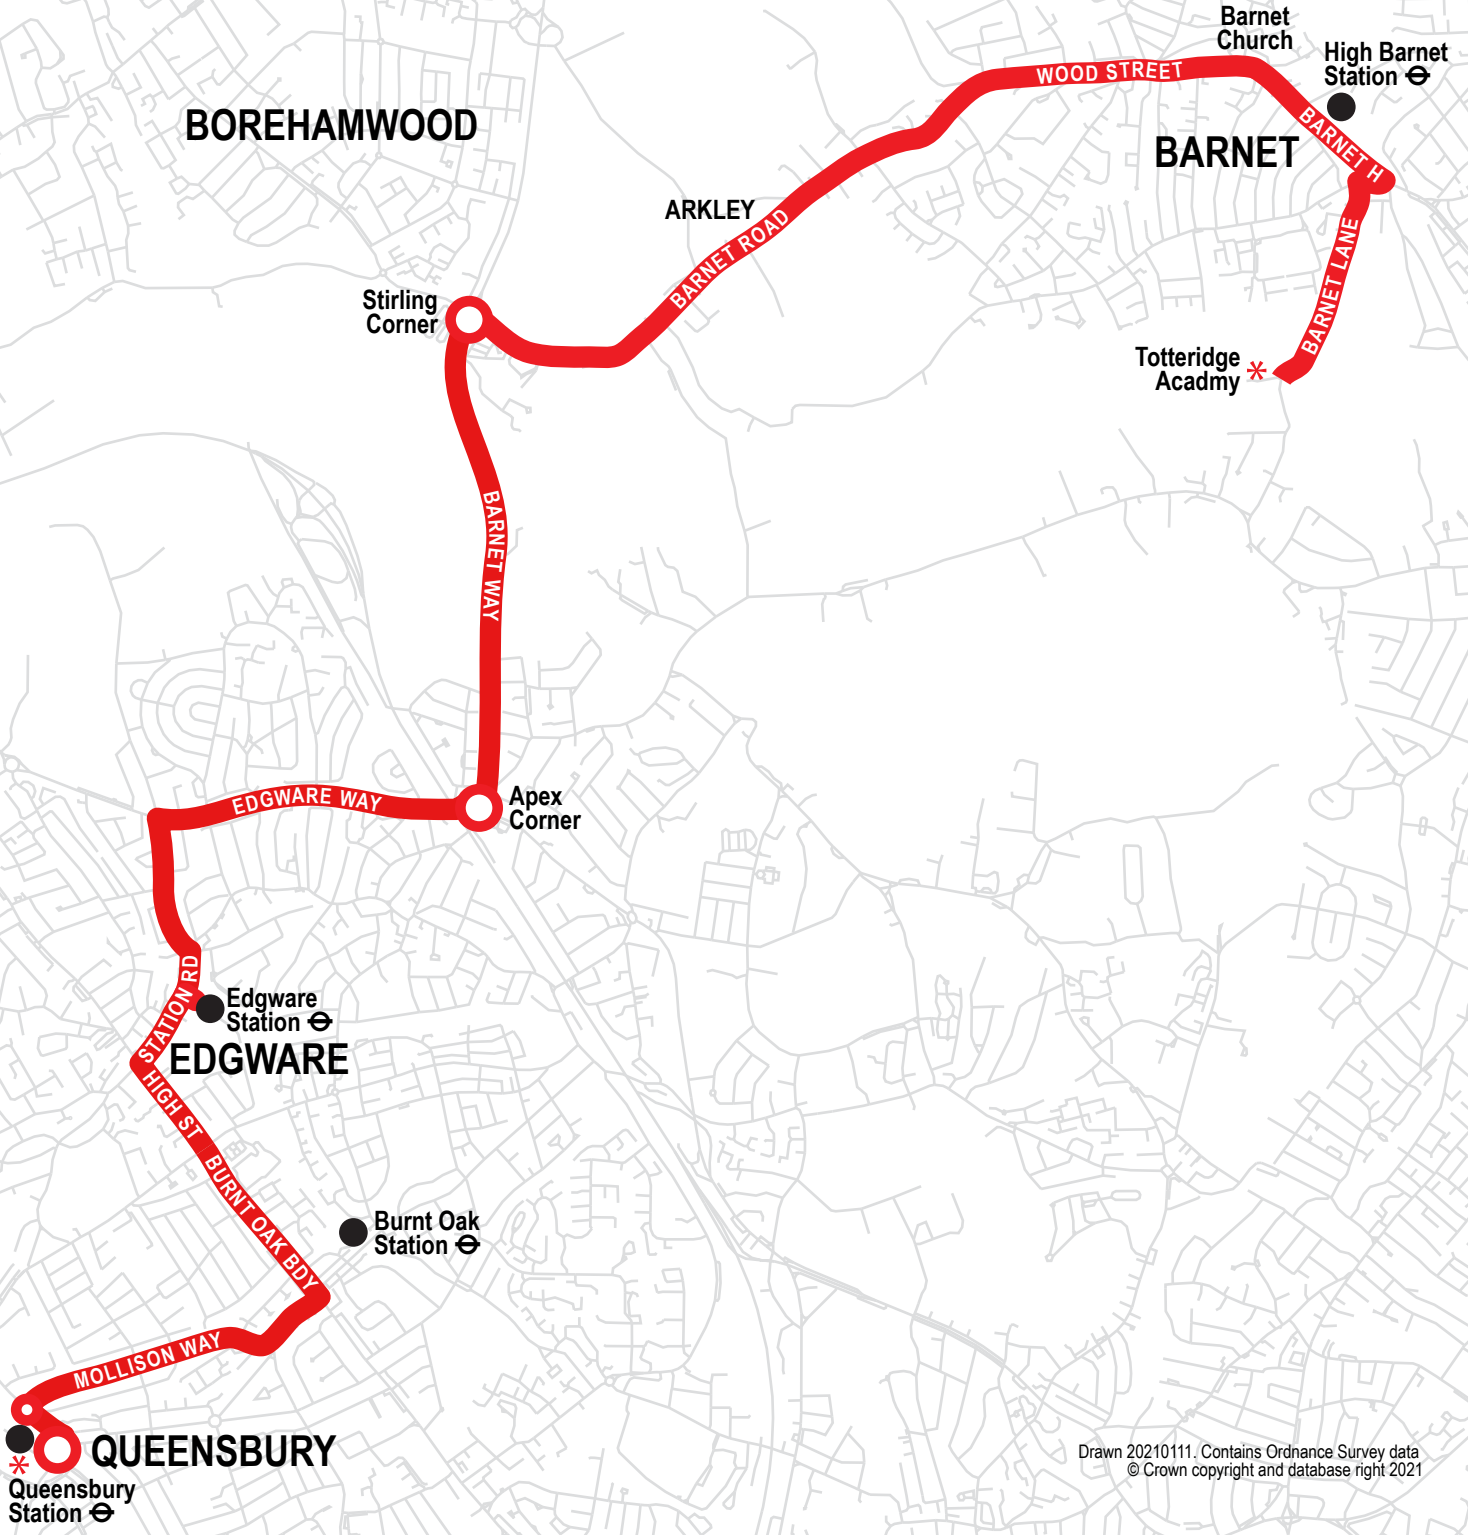 Barnet
Church
High Barnet
Station
WOOD STREET
BOREHAMWOOD
BARNET
BARNET H
ARKLEY
BARNET ROAD
BARNET LANE
Stirling
Corner
Totteridge
Acadmy *
BARNET WAY
EDGWARE WAY
Apex
Corner
STATION RD
Edgware
Station
EDGWARE
HIGH ST
BURNT OAK BDY
Burnt Oak
Station
MOLLISON WAY
QUEENSBURY
*
Queensbury
Station
Drawn 20210111. Contains Ordnance Survey data
© Crown copyright and database right 2021